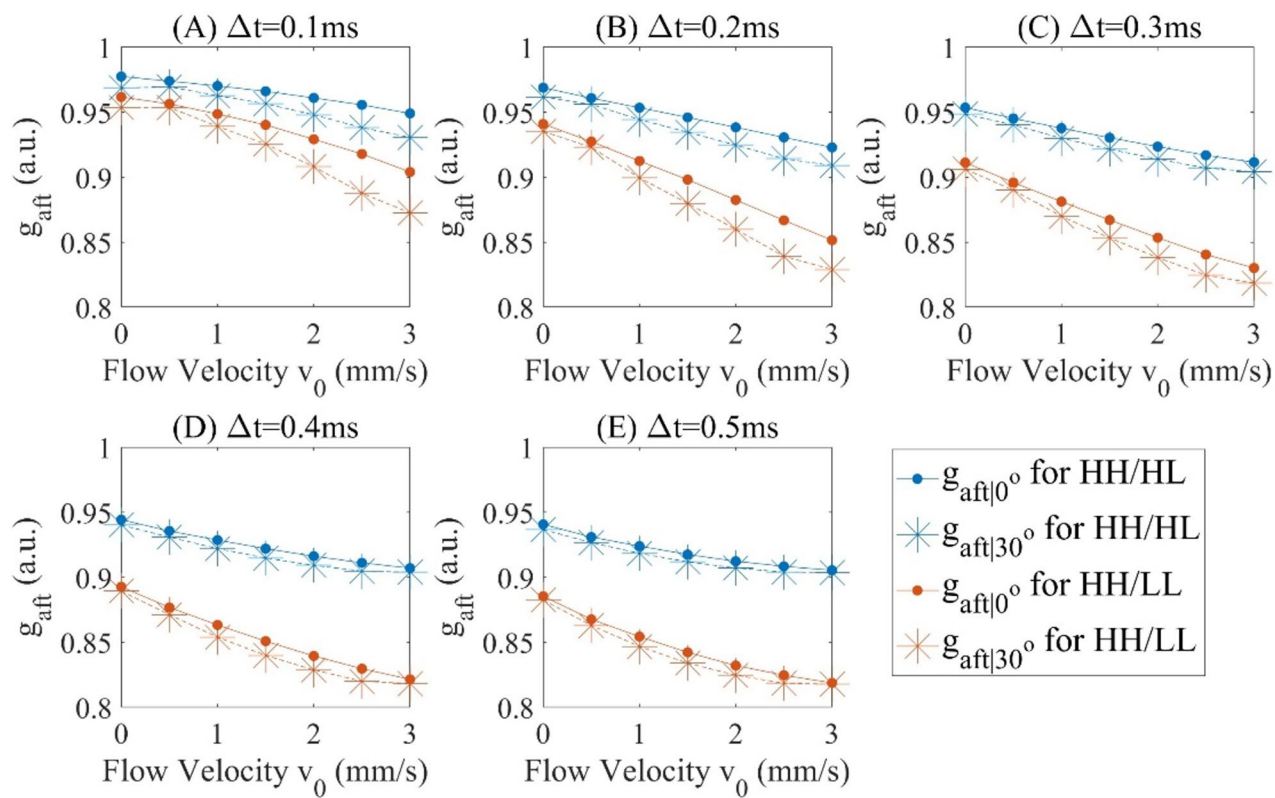 (A) Δt=0.1ms
(B) Δt=0.2ms
(C) Δt=0.3ms
1
0.95
0.9
0.85
0.8
g_aft (a.u.)
0 1 2 3
Flow Velocity v_0 (mm/s)
1
0.95
0.9
0.85
0.8
g_aft (a.u.)
0 1 2 3
Flow Velocity v_0 (mm/s)
1
0.95
0.9
0.85
0.8
g_aft (a.u.)
0 1 2 3
Flow Velocity v_0 (mm/s)
(D) Δt=0.4ms
(E) Δt=0.5ms
1
0.95
0.9
0.85
0.8
g_aft (a.u.)
0 1 2 3
Flow Velocity v_0 (mm/s)
1
0.95
0.9
0.85
0.8
g_aft (a.u.)
0 1 2 3
Flow Velocity v_0 (mm/s)
g_aft|0° for HH/HL
g_aft|30° for HH/HL
g_aft|0° for HH/LL
g_aft|30° for HH/LL